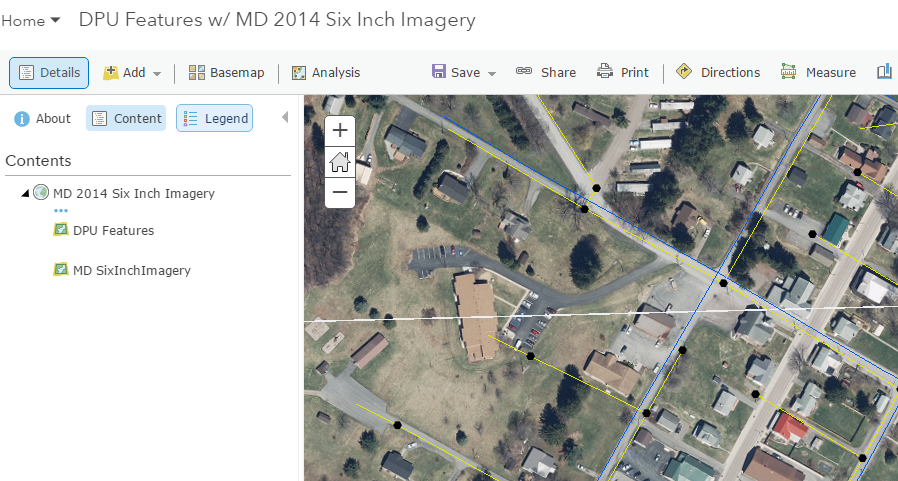 Home DPU Features w/ MD 2014 Six Inch Imagery
Details Add Basemap Analysis Save Share Print Directions Measure
About Content Legend
Contents
MD 2014 Six Inch Imagery
DPU Features
MD SixInchImagery